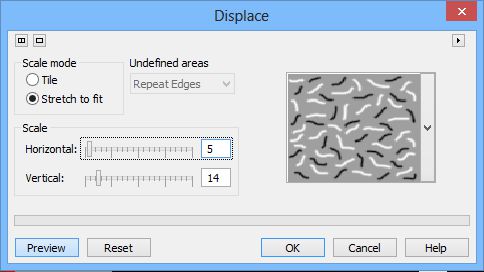 Displace
Scale mode
Tile
Stretch to fit
Undefined areas
Repeat Edges
Scale
Horizontal: 5
Vertical: 14
Preview Reset OK Cancel Help